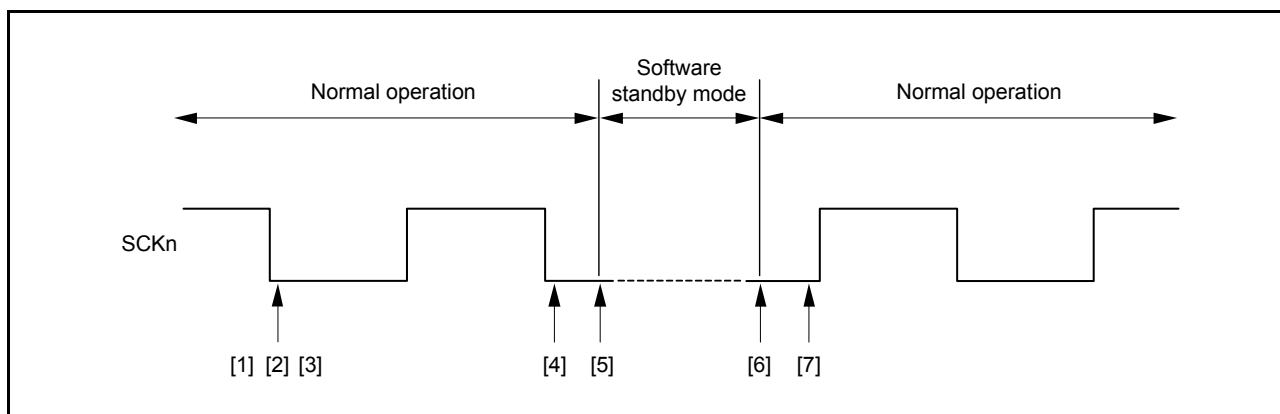 Normal operation
Software
standby mode
Normal operation
SCKn
[1] [2] [3]
[4]
[5]
[6]
[7]